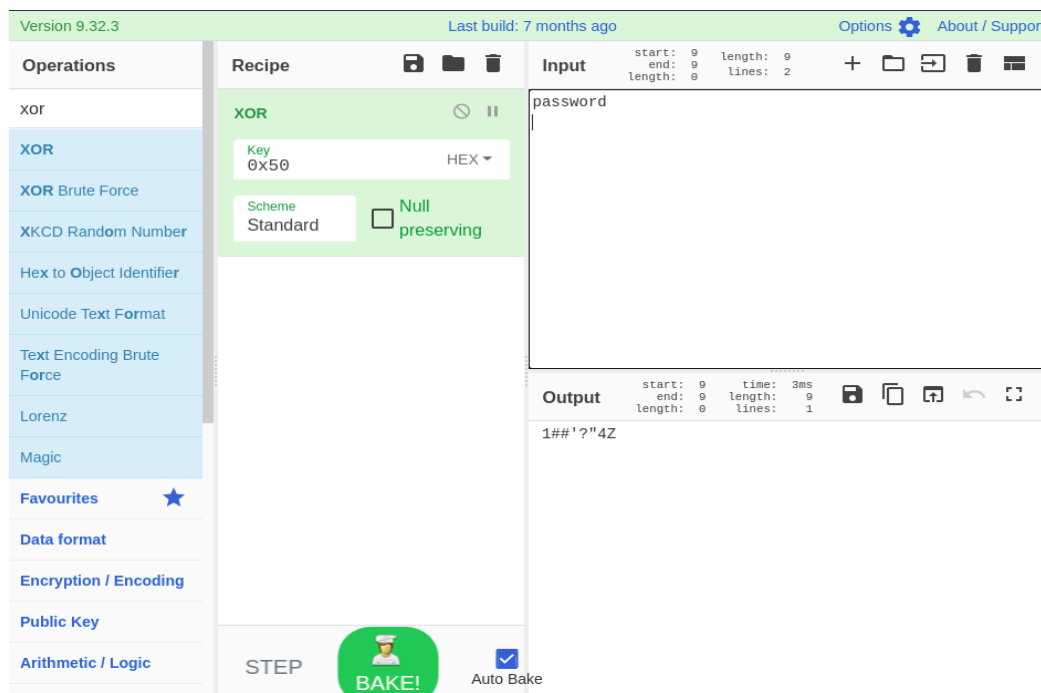 Version 9.32.3
Last build: 7 months ago
Options
About / Suppor
Operations
xor
XOR
XOR Brute Force
XKCD Random Number
Hex to Object Identifier
Unicode Text Format
Text Encoding Brute
Force
Lorenz
Magic
Favourites
Data format
Encryption / Encoding
Public Key
Arithmetic / Logic
Recipe
XOR
Key
0x50
HEX
Scheme
Standard
Null
preserving
STEP
BAKE!
Auto Bake
Input
start: 9
end: 9
length: 0
length: 9
lines: 2
password
Output
start: 9
end: 9
length: 0
time: 3ms
length: 9
lines: 1
1##'?"4Z